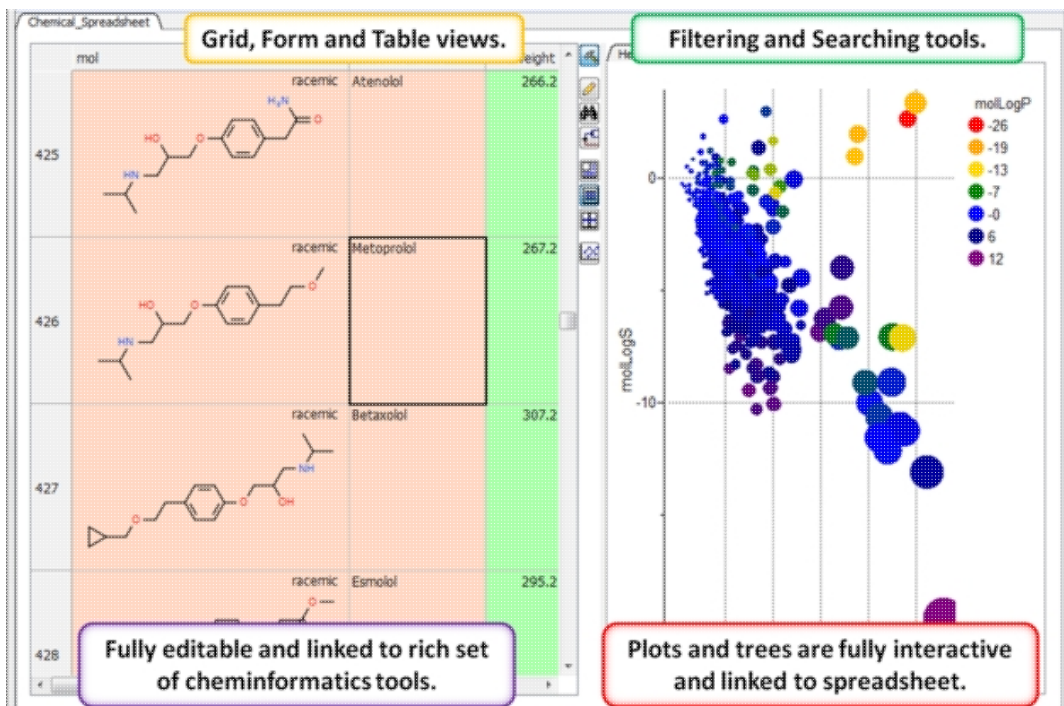 Chemical_Spreadsheet
Grid, Form and Table views.
Filtering and Searching tools.
mol
eight
He
425
racemic
Atenolol
266.2
H₂N
O
HO
O
HN
426
racemic
Metoprolol
267.2
O
HO
O
HN
427
racemic
Betaxolol
307.2
NH
O
OH
O
428
racemic
Esmolol
295.2
O
molLogP
-26
-19
-13
-7
-0
6
12
0
-10
molLogS
Fully editable and linked to rich set
of cheminformatics tools.
Plots and trees are fully interactive
and linked to spreadsheet.